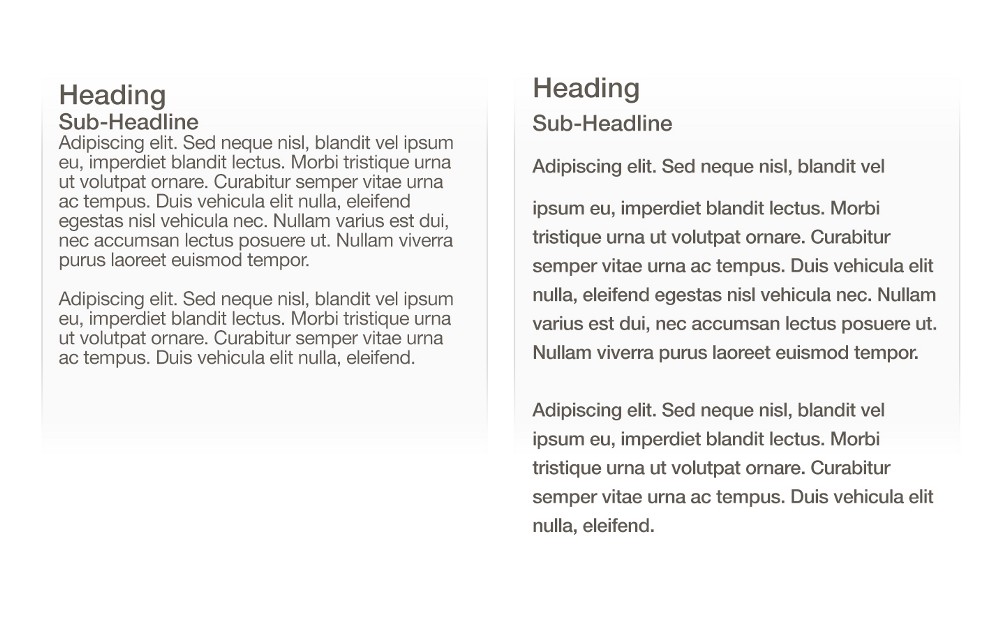 Heading
Sub-Headline
Adipiscing elit. Sed neque nisl, blandit vel ipsum
eu, imperdiet blandit lectus. Morbi tristique urna
ut volutpat ornare. Curabitur semper vitae urna
ac tempus. Duis vehicula elit nulla, eleifend
egestas nisl vehicula nec. Nullam varius est dui,
nec accumsan lectus posuere ut. Nullam viverra
purus laoreet euismod tempor.
Adipiscing elit. Sed neque nisl, blandit vel ipsum
eu, imperdiet blandit lectus. Morbi tristique urna
ut volutpat ornare. Curabitur semper vitae urna
ac tempus. Duis vehicula elit nulla, eleifend.
Heading
Sub-Headline
Adipiscing elit. Sed neque nisl, blandit vel
ipsum eu, imperdiet blandit lectus. Morbi
tristique urna ut volutpat ornare. Curabitur
semper vitae urna ac tempus. Duis vehicula elit
nulla, eleifend egestas nisl vehicula nec. Nullam
varius est dui, nec accumsan lectus posuere ut.
Nullam viverra purus laoreet euismod tempor.
Adipiscing elit. Sed neque nisl, blandit vel
ipsum eu, imperdiet blandit lectus. Morbi
tristique urna ut volutpat ornare. Curabitur
semper vitae urna ac tempus. Duis vehicula elit
nulla, eleifend.